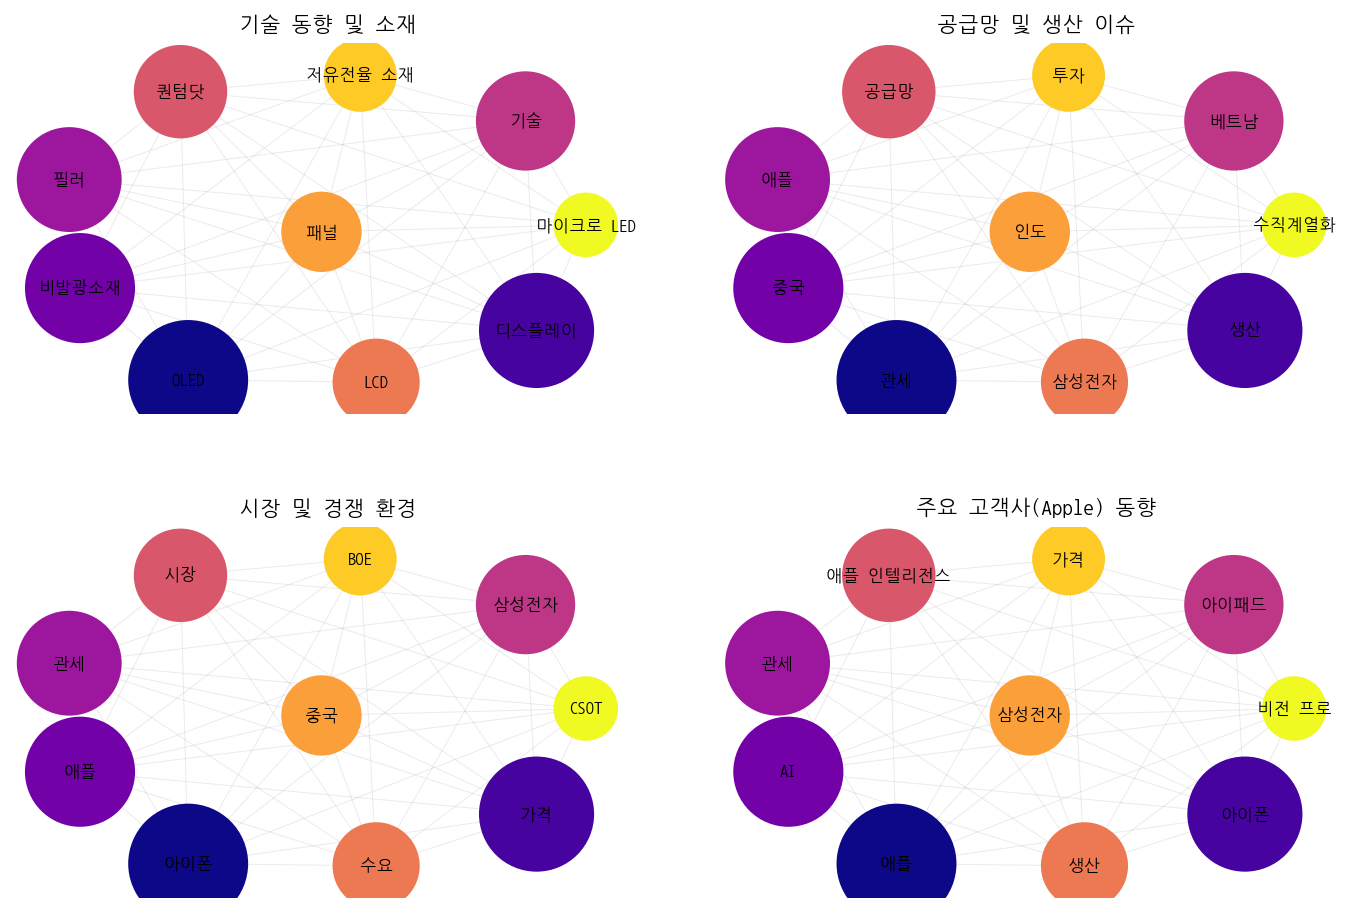 기술 동향 및 소재
저유전율 소재
퀀텀닷
기술
필러
마이크로 LED
패널
비발광소재
디스플레이
OLED
LCD
공급망 및 생산 이슈
투자
공급망
베트남
애플
수직계열화
인도
중국
생산
관세
삼성전자
시장 및 경쟁 환경
BOE
시장
삼성전자
관세
CSOT
중국
애플
가격
아이폰
수요
주요 고객사(Apple) 동향
가격
애플 인텔리전스
아이패드
관세
비전 프로
삼성전자
AI
아이폰
애플
생산